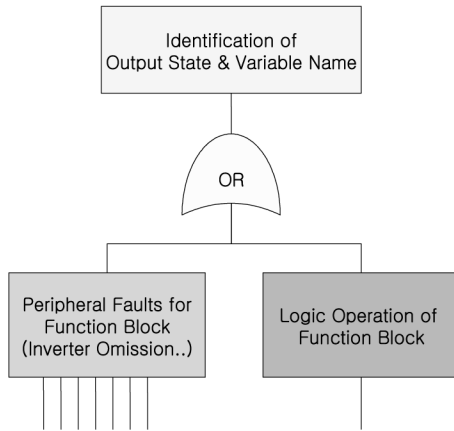 Identification of
Output State & Variable Name
OR
Peripheral Faults for
Function Block
(Inverter Omission..)
Logic Operation of
Function Block